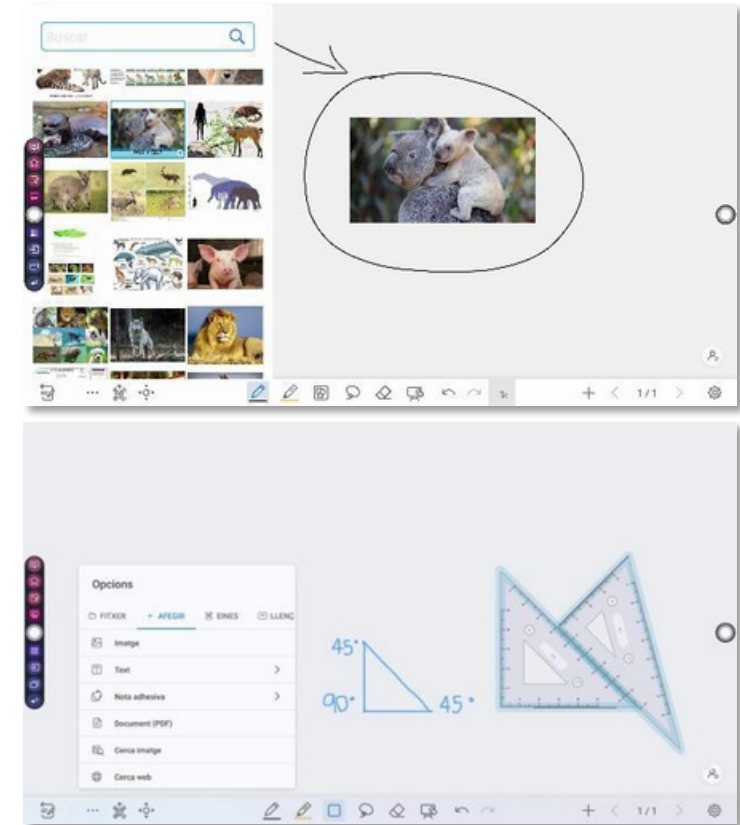 Buscar
1/1
Opcions
FITXER + AFEGIR EINES LLENÇ
Imatge
Text
Nota adhesiva
Document (PDF)
Cerca imatge
Cerca web
45°
90°
45°
1/1